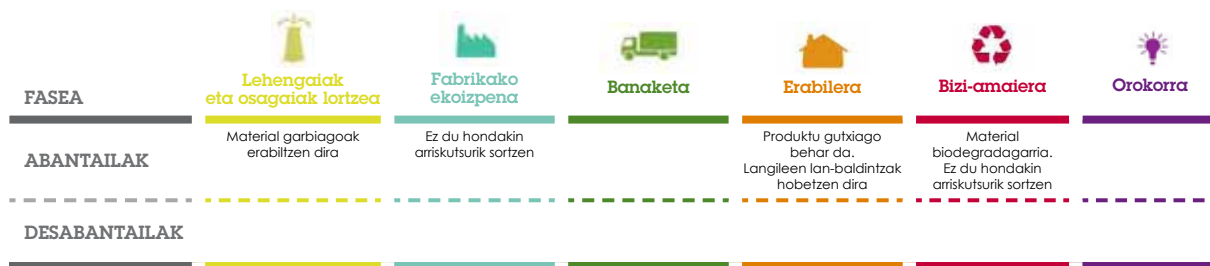 FASEA
Lehengaiak
eta osagaiak lortzea
Fabrikako
ekoizpena
Banaketa
Erabilera
Bizi-amaiera
Orokorra
ABANTAILAK
Material garbiagoak
erabiltzen dira
Ez du hondakin
arriskutsurik sortzen
Produktu gutxiago
behar da.
Langileen lan-baldintzak
hobetzen dira
Material
biodegradagarria.
Ez du hondakin
arriskutsurik sortzen
DESABANTAILAK